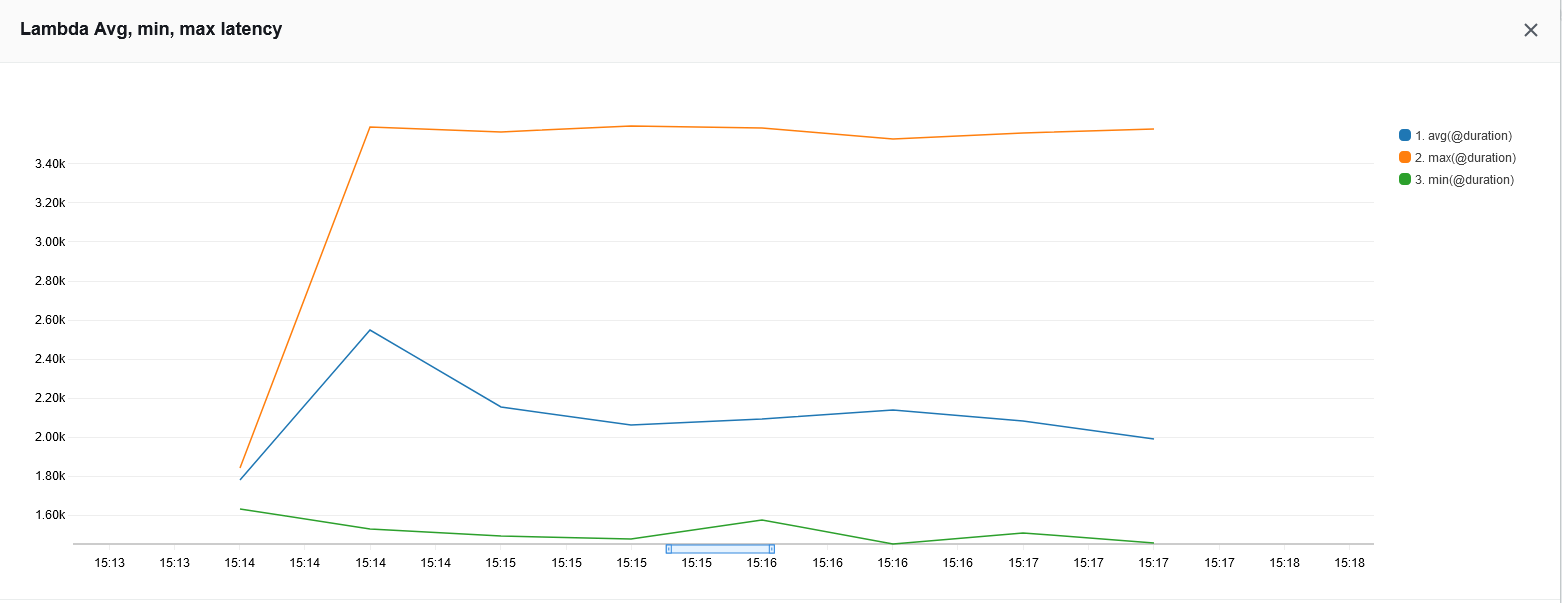 Lambda Avg, min, max latency
3.40k
3.20k
3.00k
2.80k
2.60k
2.40k
2.20k
2.00k
1.80k
1.60k
15:13 15:13 15:14 15:14 15:14 15:15 15:15 15:15 15:15 15:16 15:16 15:16 15:16 15:17 15:17 15:17 15:17 15:18 15:18
1. avg(@duration)
2. max(@duration)
3. min(@duration)